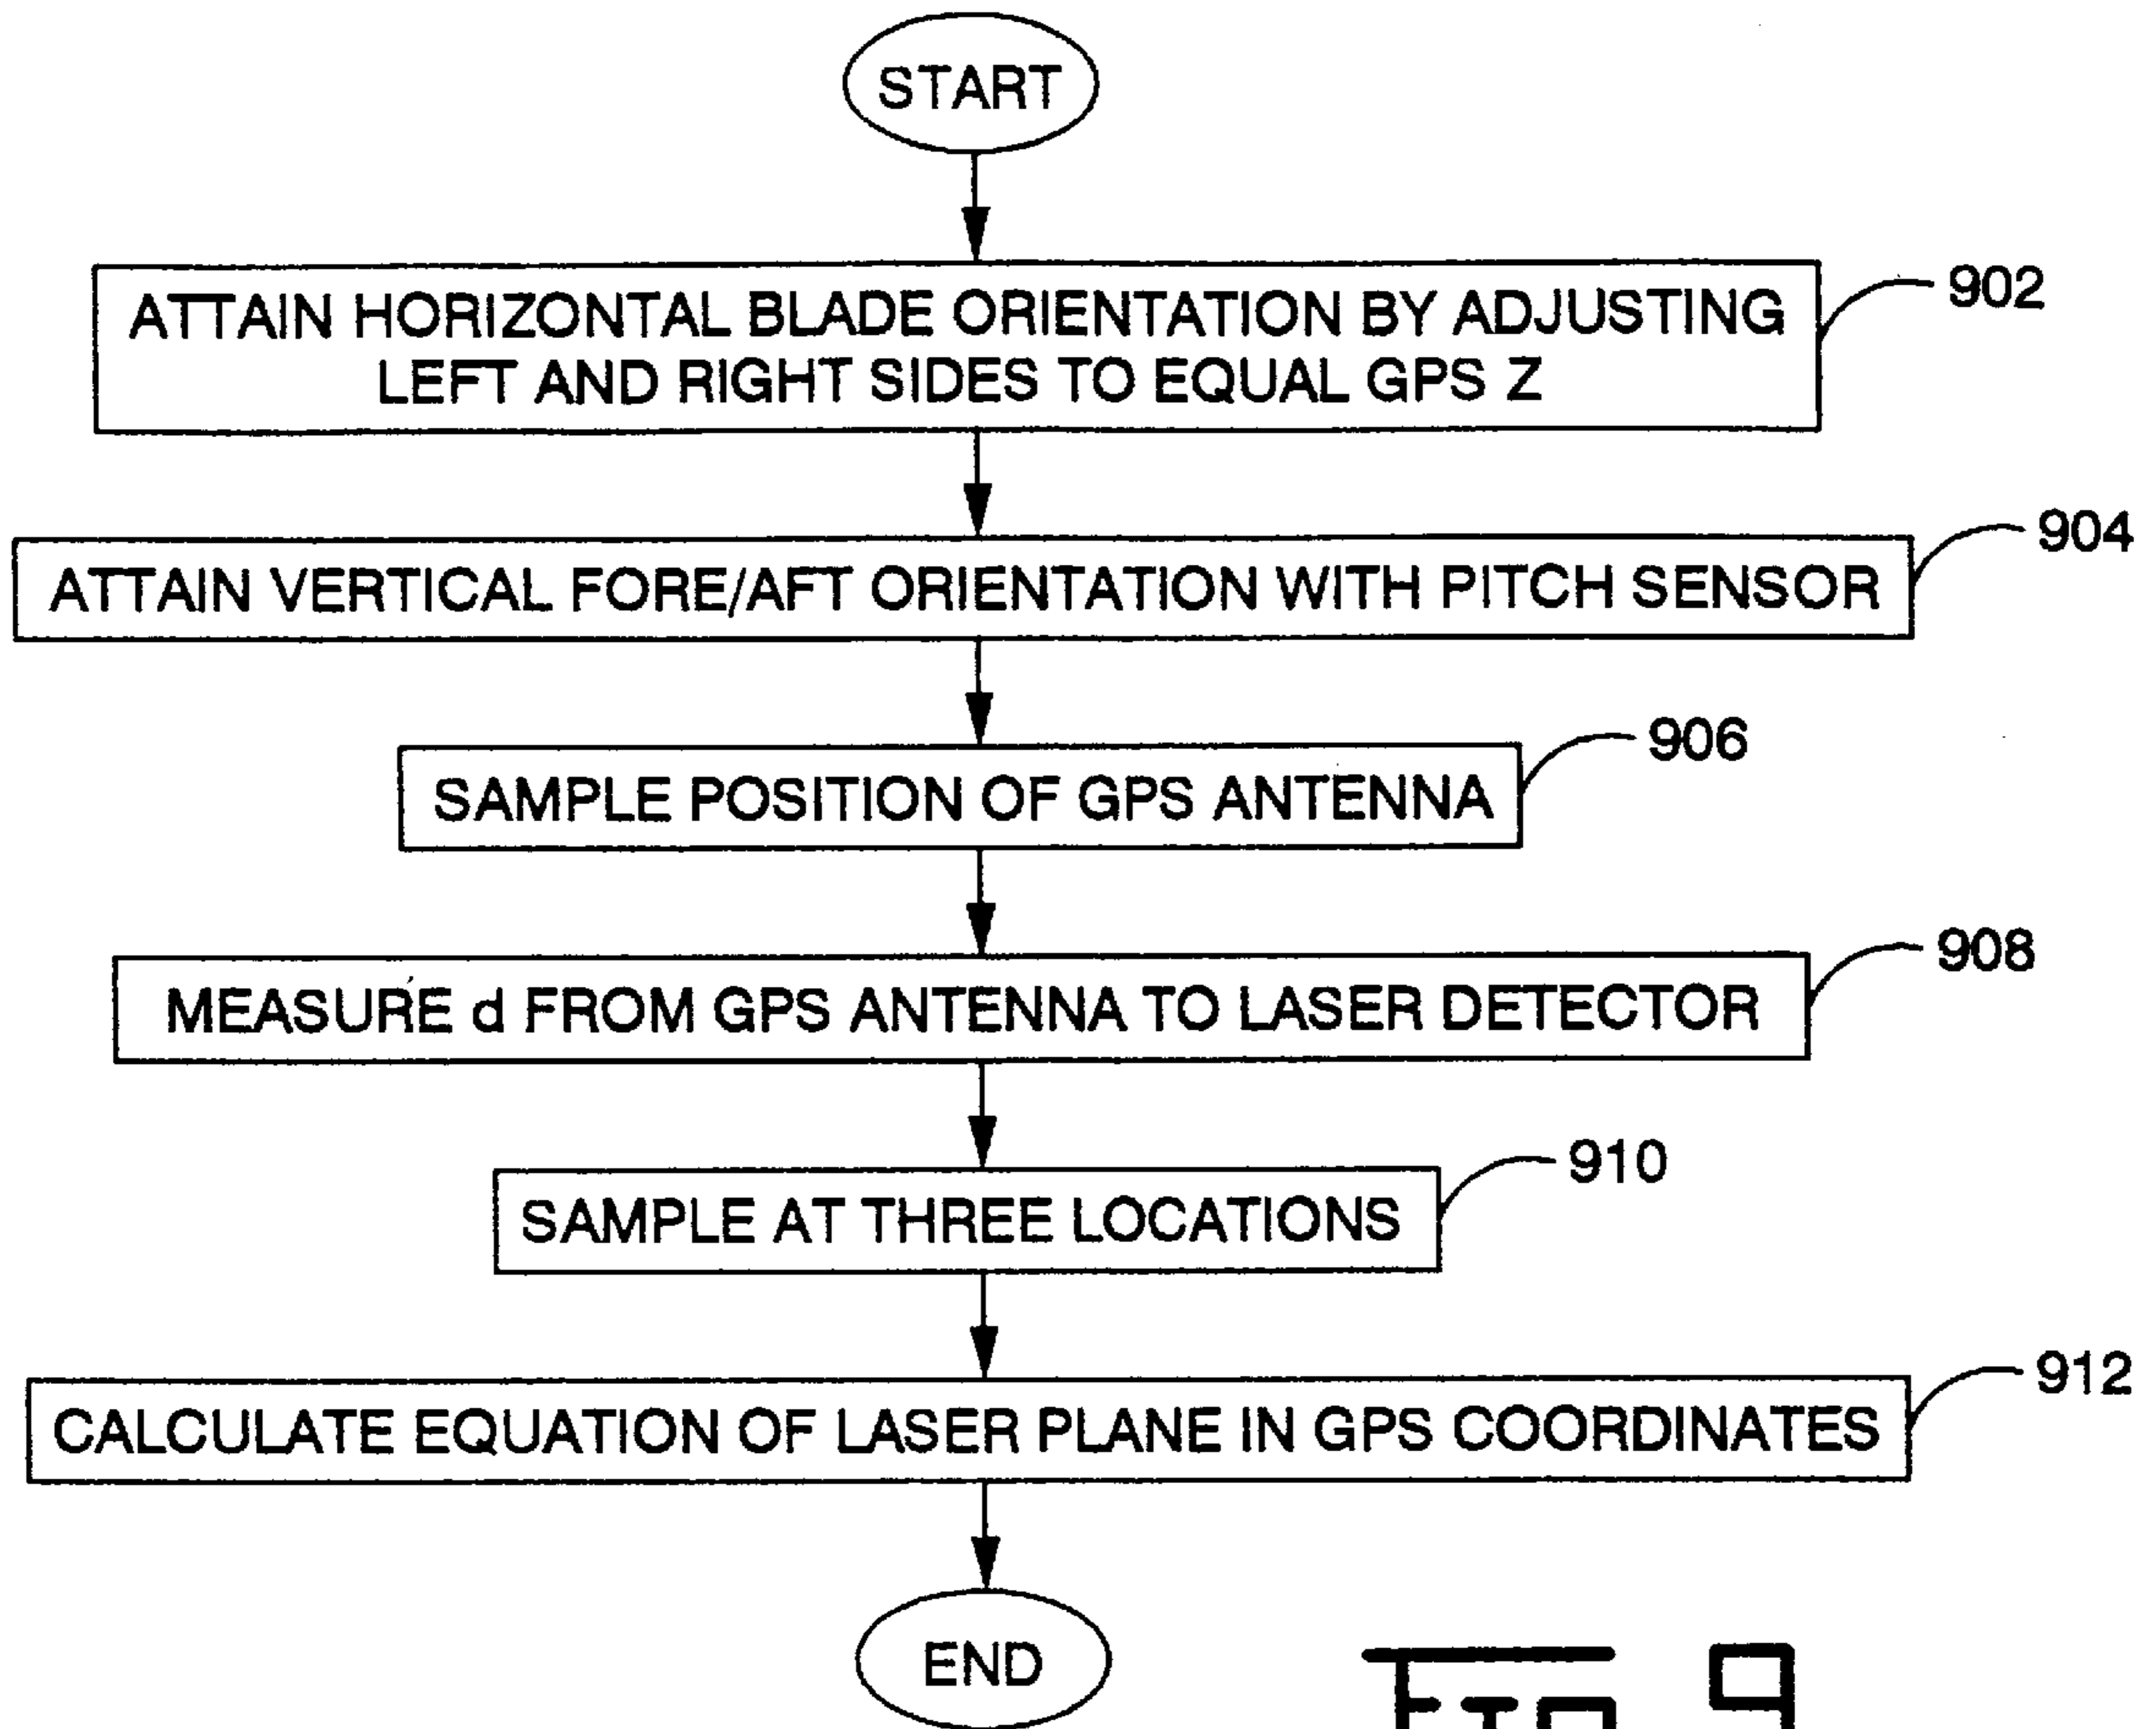 START
ATTAIN HORIZONTAL BLADE ORIENTATION BY ADJUSTING
LEFT AND RIGHT SIDES TO EQUAL GPS Z
902
ATTAIN VERTICAL FORE/AFT ORIENTATION WITH PITCH SENSOR
904
SAMPLE POSITION OF GPS ANTENNA
906
MEASURE d FROM GPS ANTENNA TO LASER DETECTOR
908
SAMPLE AT THREE LOCATIONS
910
CALCULATE EQUATION OF LASER PLANE IN GPS COORDINATES
912
END